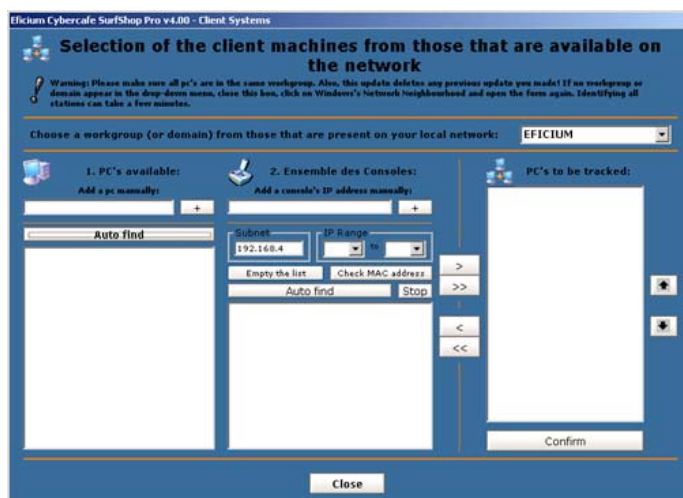 Eficium Cybercafe SurfShop Pro v4.00 - Client Systems
Selection of the client machines from those that are available on
the network
Warning: Please make sure all pc's are in the same workgroup. Also, this update deletes any previous update you made! If no workgroup or
domain appear in the drop-down menu, close this box, click on Windows's Network Neighbourhood and open the form again. Identifying all
stations can take a few minutes.
Choose a workgroup (or domain) from those that are present on your local network:
EFICIUM
1. PC's available:
2. Ensemble des Consoles:
PC's to be tracked:
Add a pc manually:
Add a console's IP address manually:
+
+
Auto find
Subnet
IP Range
192.168.4
to
Empty the list
Check MAC address
Auto find
Stop
>
>>
<
<<
Confirm
Close